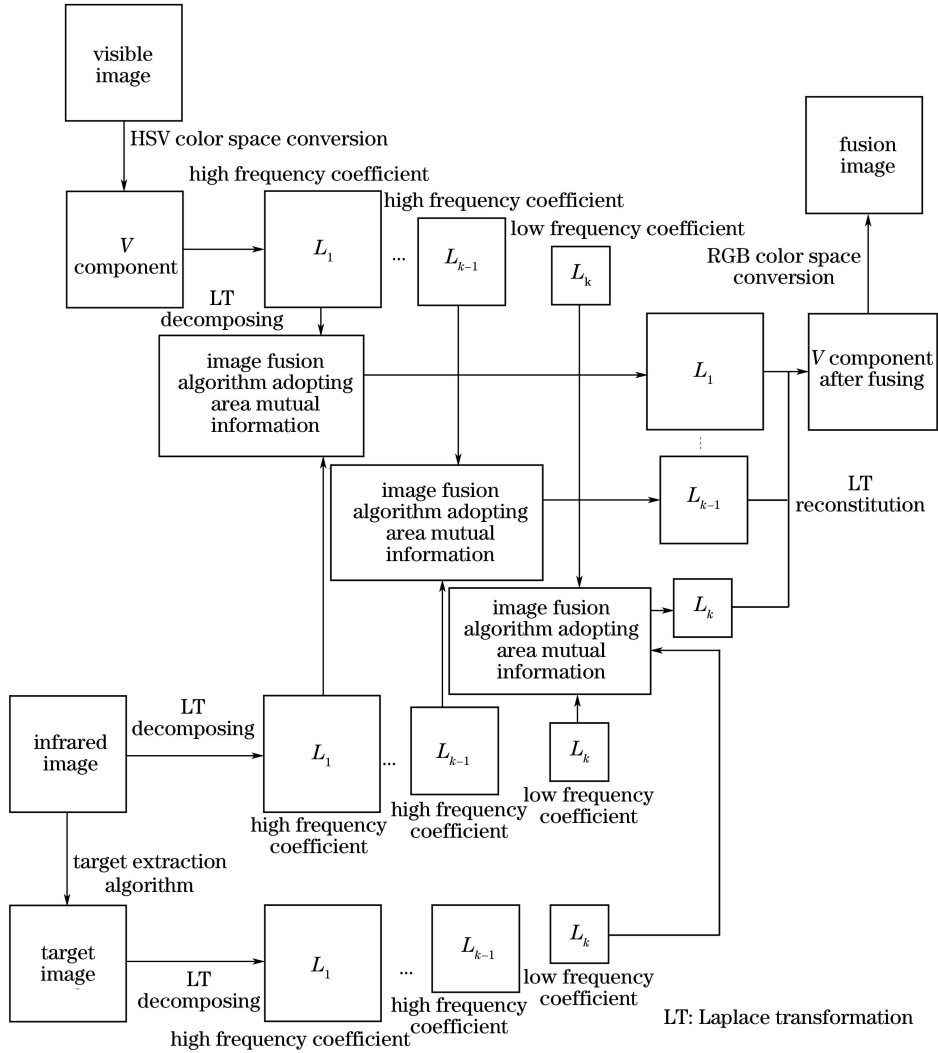 visible
image
HSV color space conversion
high frequency coefficient
high frequency coefficient
low frequency coefficient
fusion
image
V
component
L1
...
Lk−1
Lk
RGB color space
conversion
LT
decomposing
image fusion
algorithm adopting
area mutual
information
L1
V component
after fusing
image fusion
algorithm adopting
area mutual
information
Lk−1
LT
reconstitution
image fusion
algorithm adopting
area mutual
information
Lk
infrared
image
LT
decomposing
L1
...
Lk−1
Lk
high frequency
coefficient
high frequency
coefficient
low frequency
coefficient
target extraction
algorithm
target
image
LT
decomposing
L1
...
Lk−1
Lk
high frequency coefficient
high frequency
coefficient
low frequency
coefficient
LT: Laplace transformation